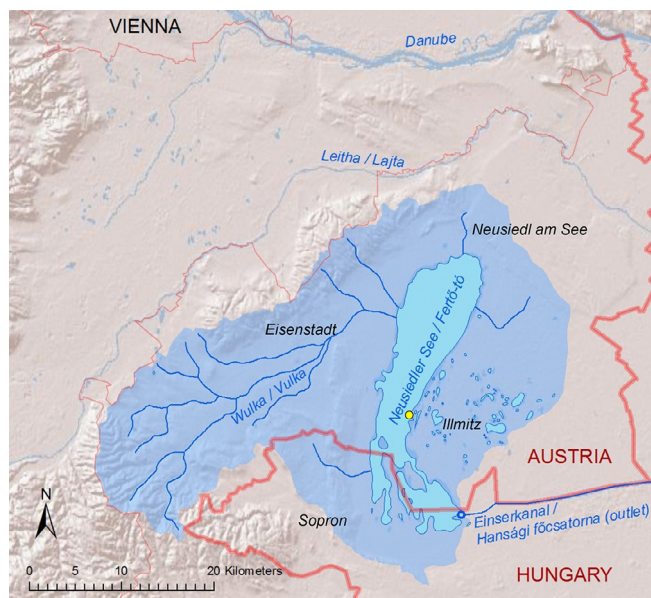 VIENNA
Danube
Leitha / Lajta
Neusiedl am See
Eisenstadt
Neusiedler See / Fertő-tó
Wulka / Vulka
Illmitz
AUSTRIA
N
Sopron
Einserkanal /
Hansági főcsatorna (outlet)
0 5 10 20 Kilometers
HUNGARY